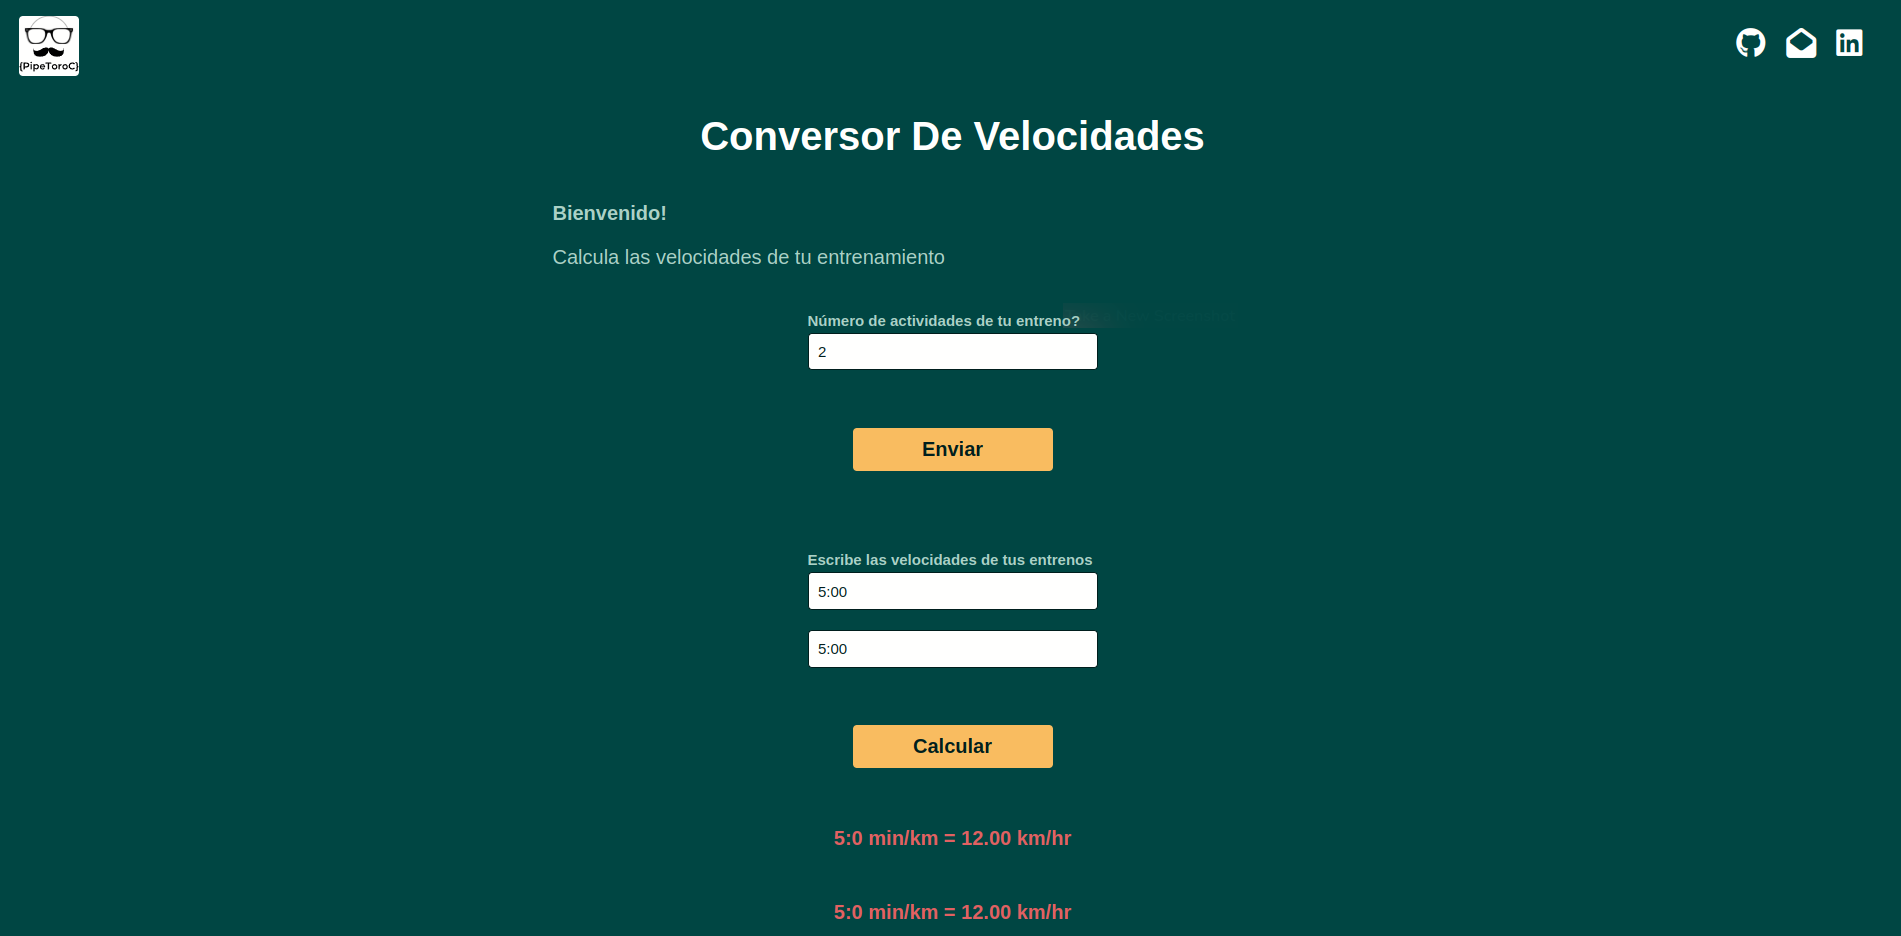 {PipeToroC}
Conversor De Velocidades
Bienvenido!
Calcula las velocidades de tu entrenamiento
Número de actividades de tu entreno?
2
Enviar
Escribe las velocidades de tus entrenos
5:00
5:00
Calcular
5:0 min/km = 12.00 km/hr
5:0 min/km = 12.00 km/hr